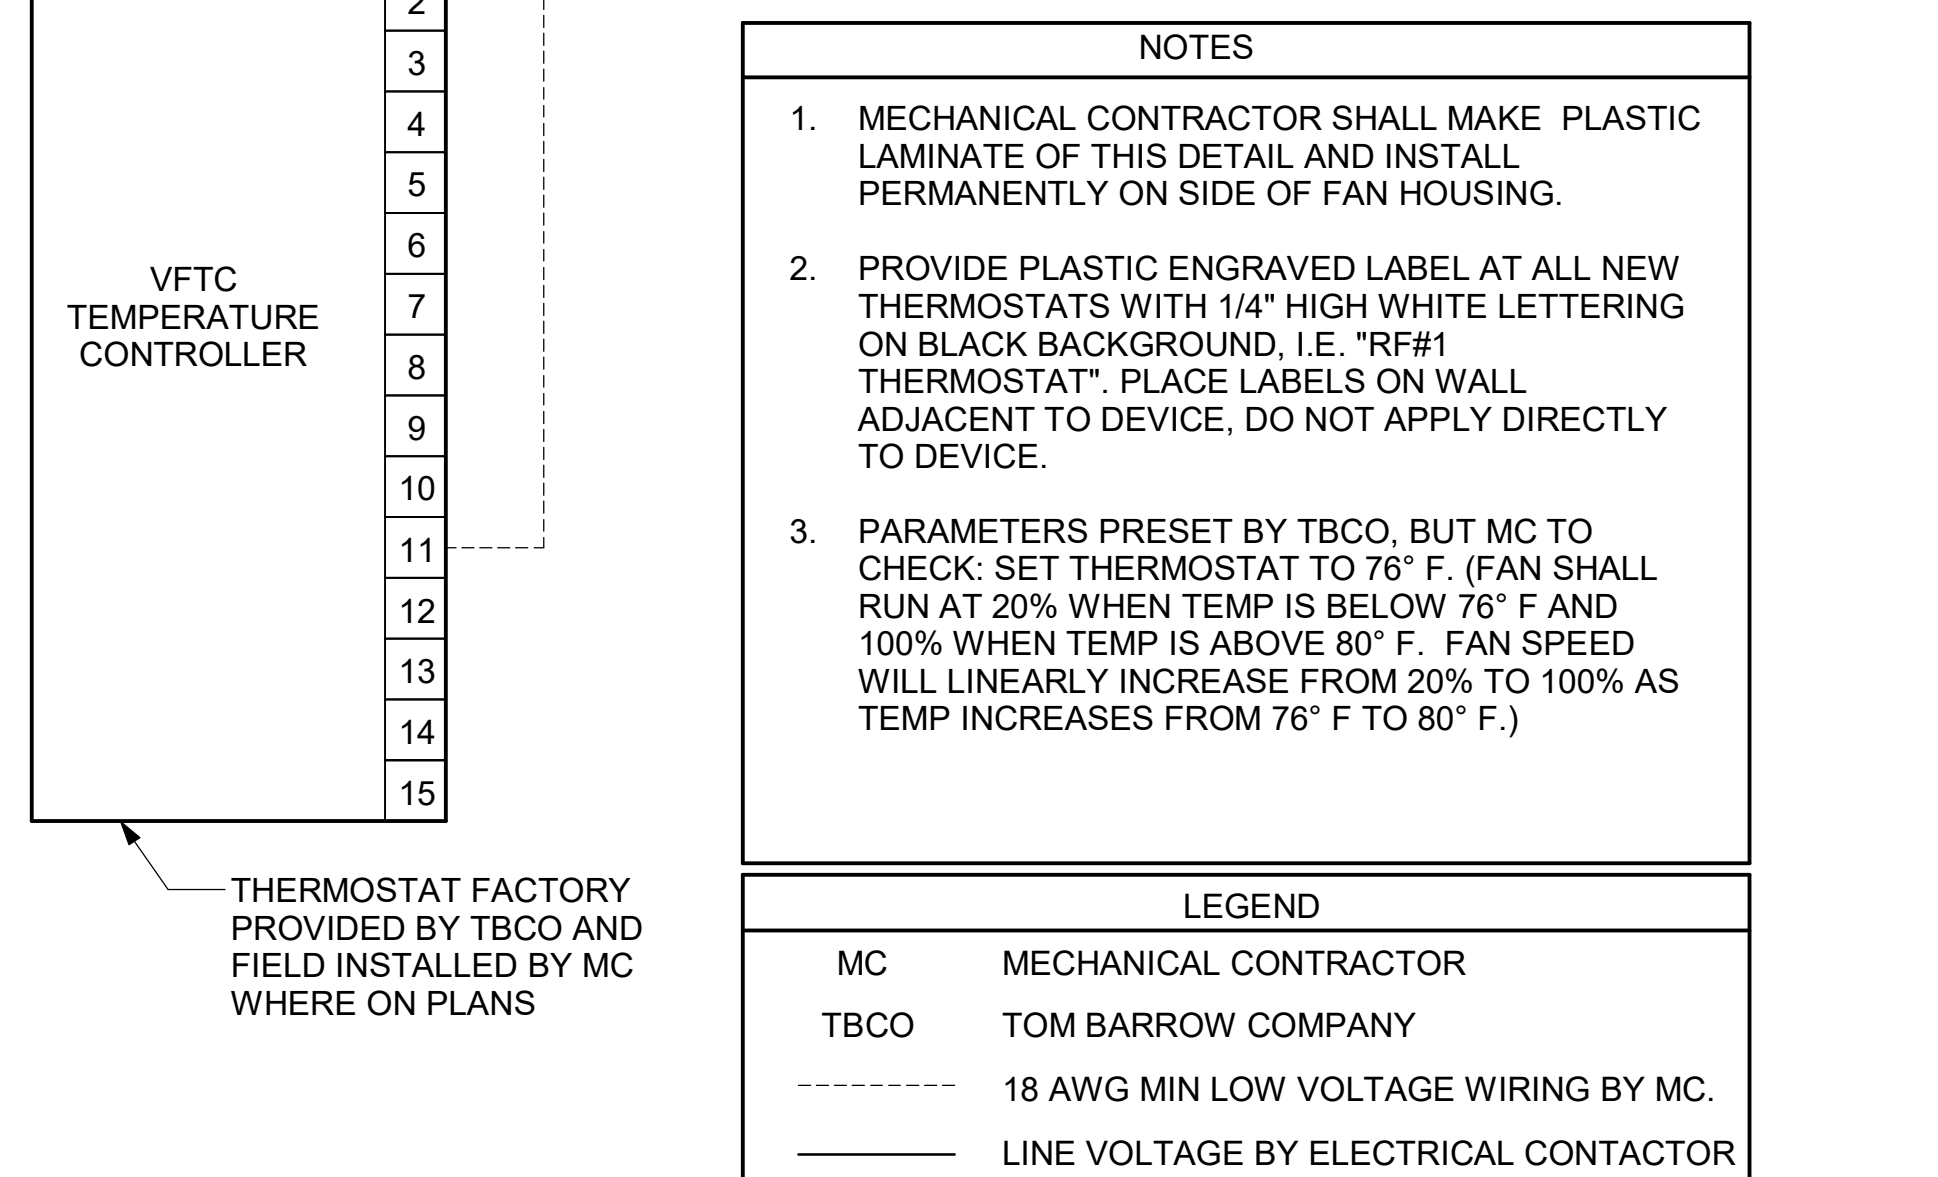 2
3
4
5
6
7
8
9
10
11
12
13
14
15
VFTC
TEMPERATURE
CONTROLLER
THERMOSTAT FACTORY
PROVIDED BY TBCO AND
FIELD INSTALLED BY MC
WHERE ON PLANS
NOTES
1. MECHANICAL CONTRACTOR SHALL MAKE  PLASTIC
LAMINATE OF THIS DETAIL AND INSTALL
PERMANENTLY ON SIDE OF FAN HOUSING.
2. PROVIDE PLASTIC ENGRAVED LABEL AT ALL NEW
THERMOSTATS WITH 1/4" HIGH WHITE LETTERING
ON BLACK BACKGROUND, I.E. "RF#1
THERMOSTAT". PLACE LABELS ON WALL
ADJACENT TO DEVICE, DO NOT APPLY DIRECTLY
TO DEVICE.
3. PARAMETERS PRESET BY TBCO, BUT MC TO
CHECK: SET THERMOSTAT TO 76° F. (FAN SHALL
RUN AT 20% WHEN TEMP IS BELOW 76° F AND
100% WHEN TEMP IS ABOVE 80° F.  FAN SPEED
WILL LINEARLY INCREASE FROM 20% TO 100% AS
TEMP INCREASES FROM 76° F TO 80° F.)
LEGEND
MC MECHANICAL CONTRACTOR
TBCO TOM BARROW COMPANY
18 AWG MIN LOW VOLTAGE WIRING BY MC.
LINE VOLTAGE BY ELECTRICAL CONTACTOR